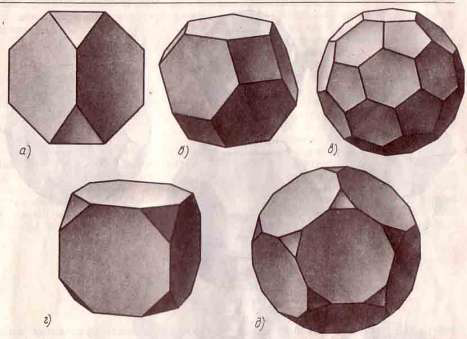 а) б) в)
г) д)